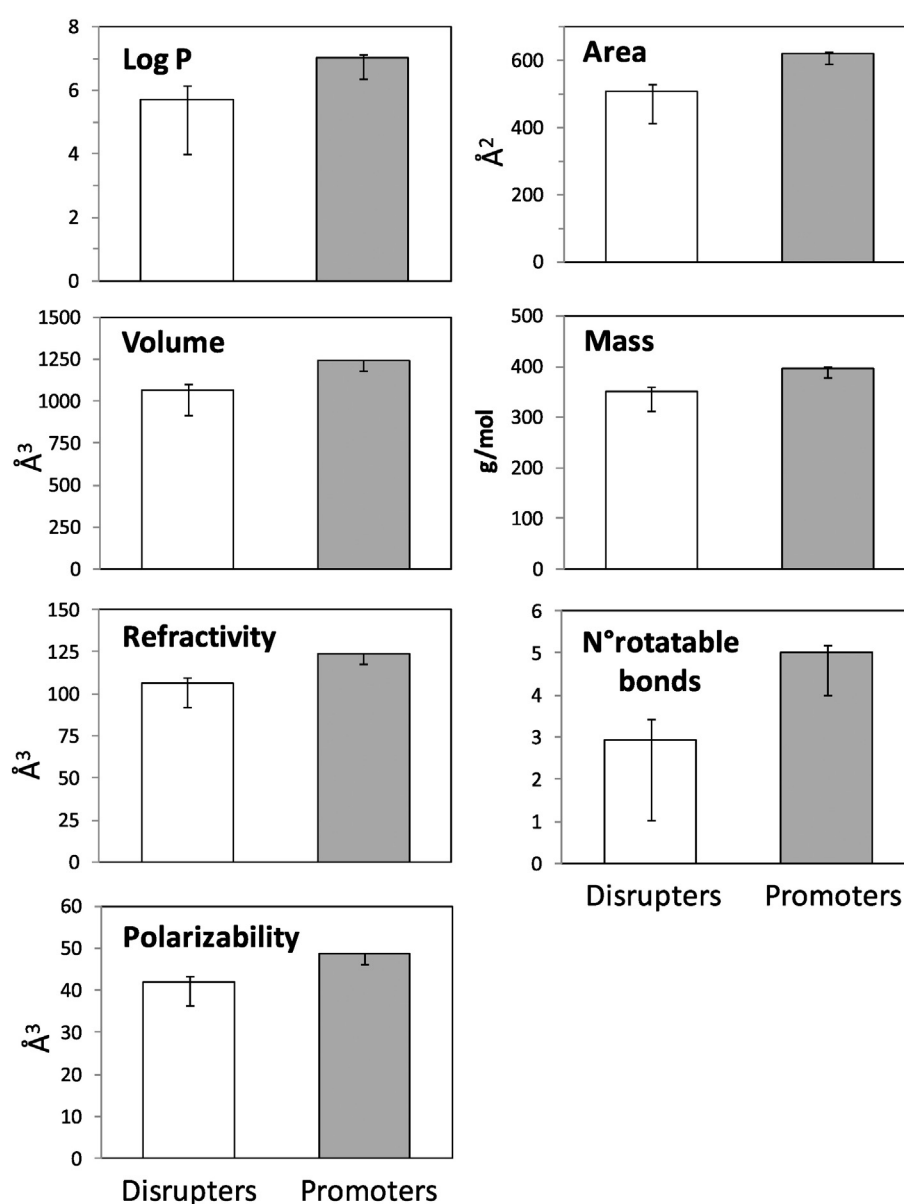 Log P
8
6
4
2
0
Area
Å²
600
400
200
0
Volume
Å³
1500
1250
1000
750
500
250
0
Mass
g/mol
500
400
300
200
100
0
Refractivity
Å³
150
125
100
75
50
25
0
N°rotatable
bonds
6
5
4
3
2
1
0
Disrupters Promoters
Polarizability
Å³
60
50
40
30
20
10
0
Disrupters Promoters